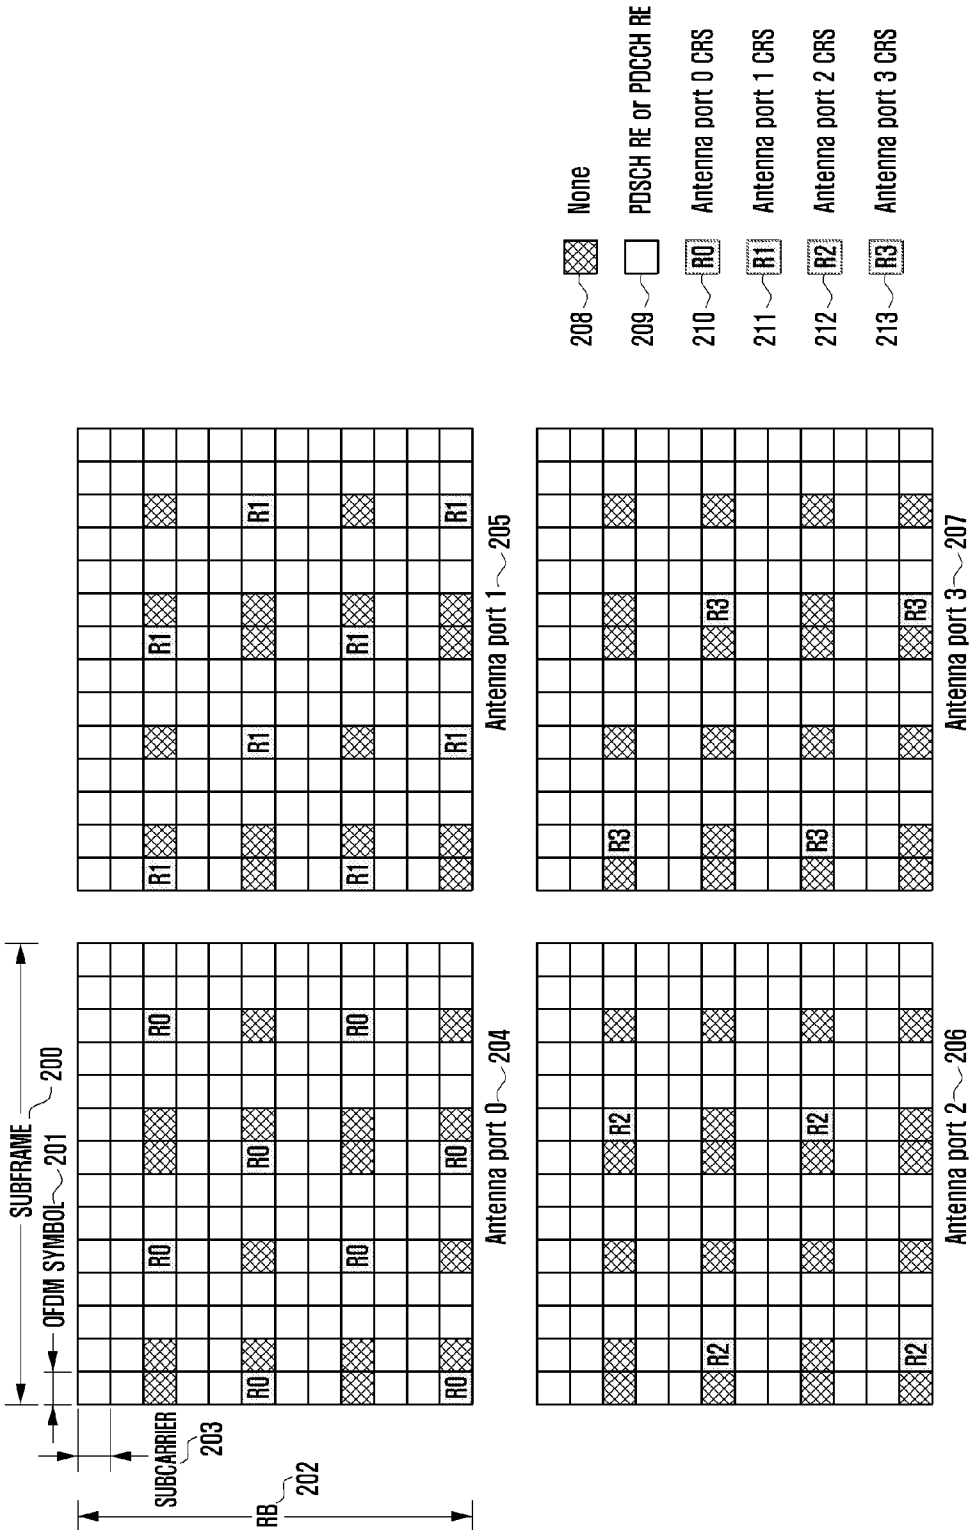 SUBFRAME 200
OFDM SYMBOL 201
SUBCARRIER
203
RB 202
R0 R0
R0 R0
R0 R0
R0 R0
Antenna port 0 204
R1 R1
R1 R1
R1 R1
R1 R1
Antenna port 1 205
R2
R2
R2
R2
Antenna port 2 206
R3
R3
R3
R3
Antenna port 3 207
208 None
209 PDSCH RE or PDCCH RE
210 R0 Antenna port 0 CRS
211 R1 Antenna port 1 CRS
212 R2 Antenna port 2 CRS
213 R3 Antenna port 3 CRS